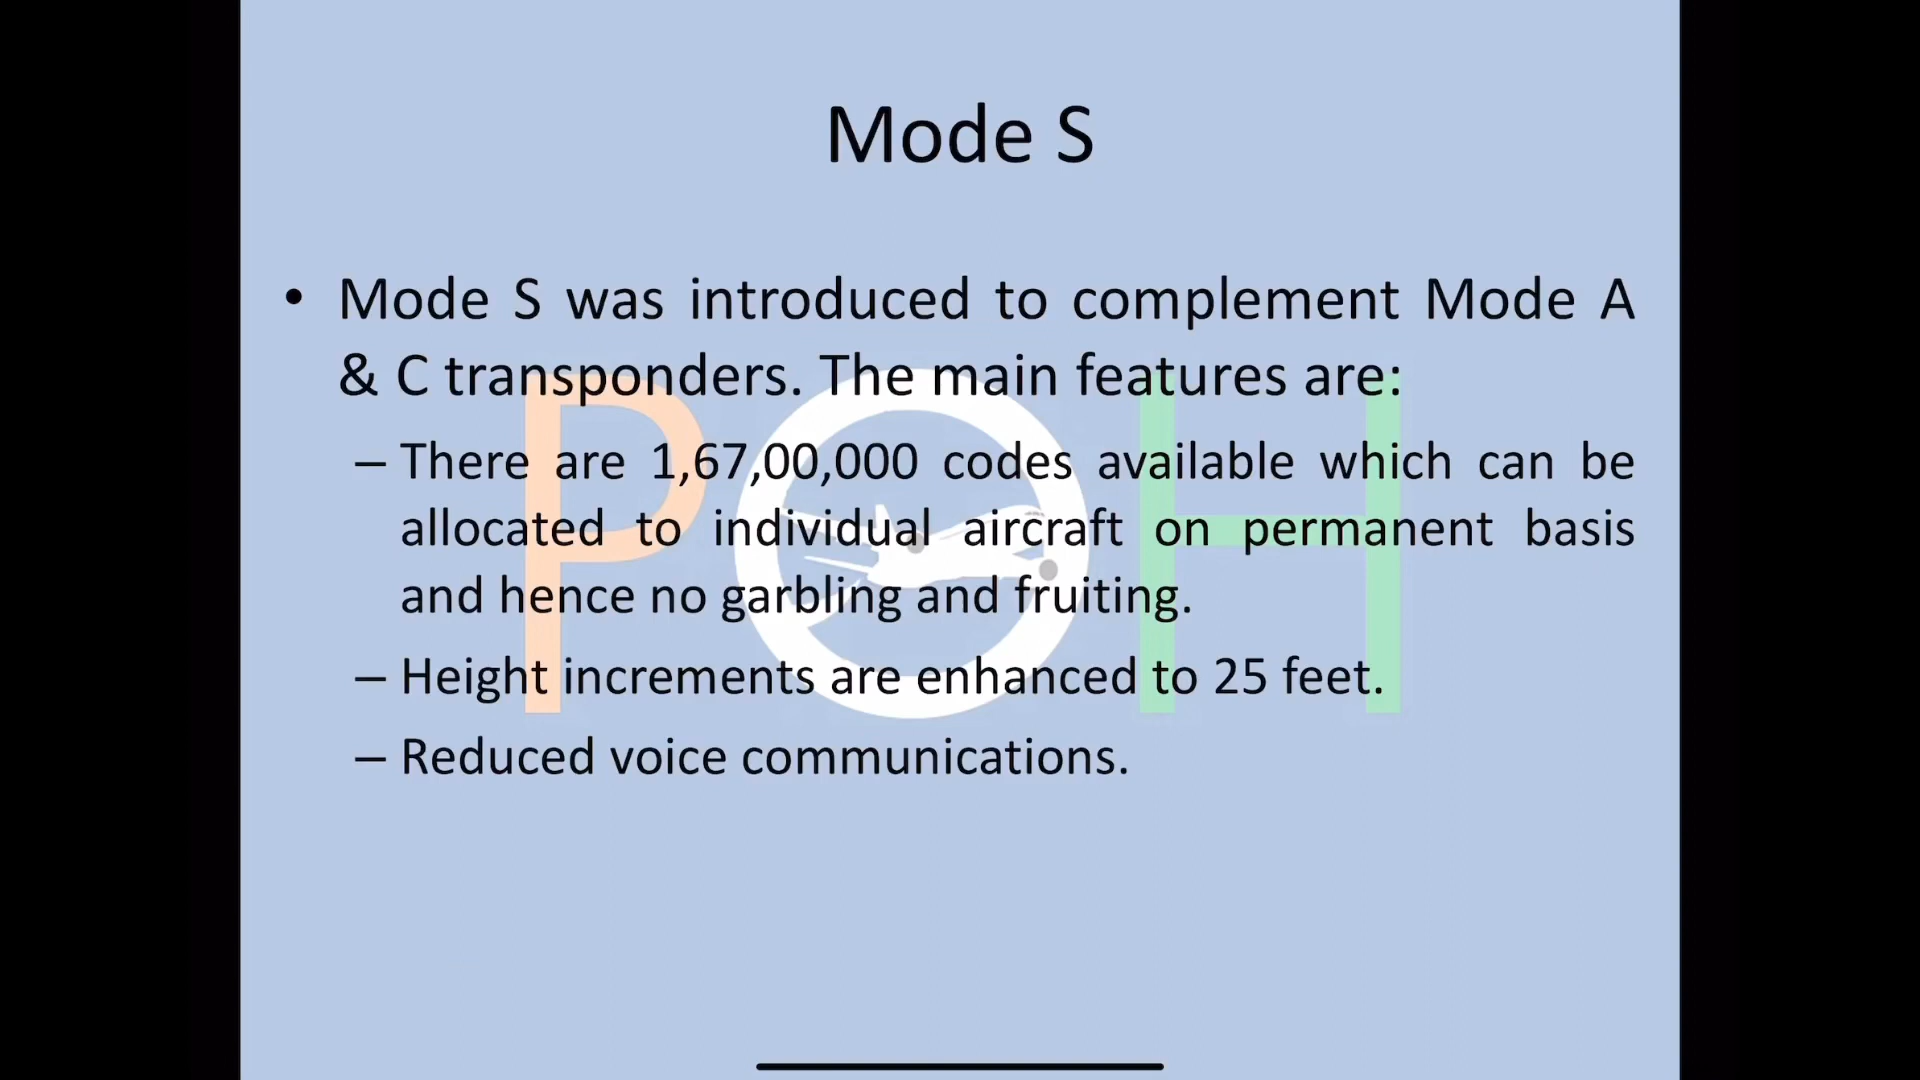 Mode S
• Mode S was introduced to complement Mode A
& C transponders. The main features are:
– There are 1,67,00,000 codes available which can be
allocated to individual aircraft on permanent basis
and hence no garbling and fruiting.
– Height increments are enhanced to 25 feet.
– Reduced voice communications.
POH